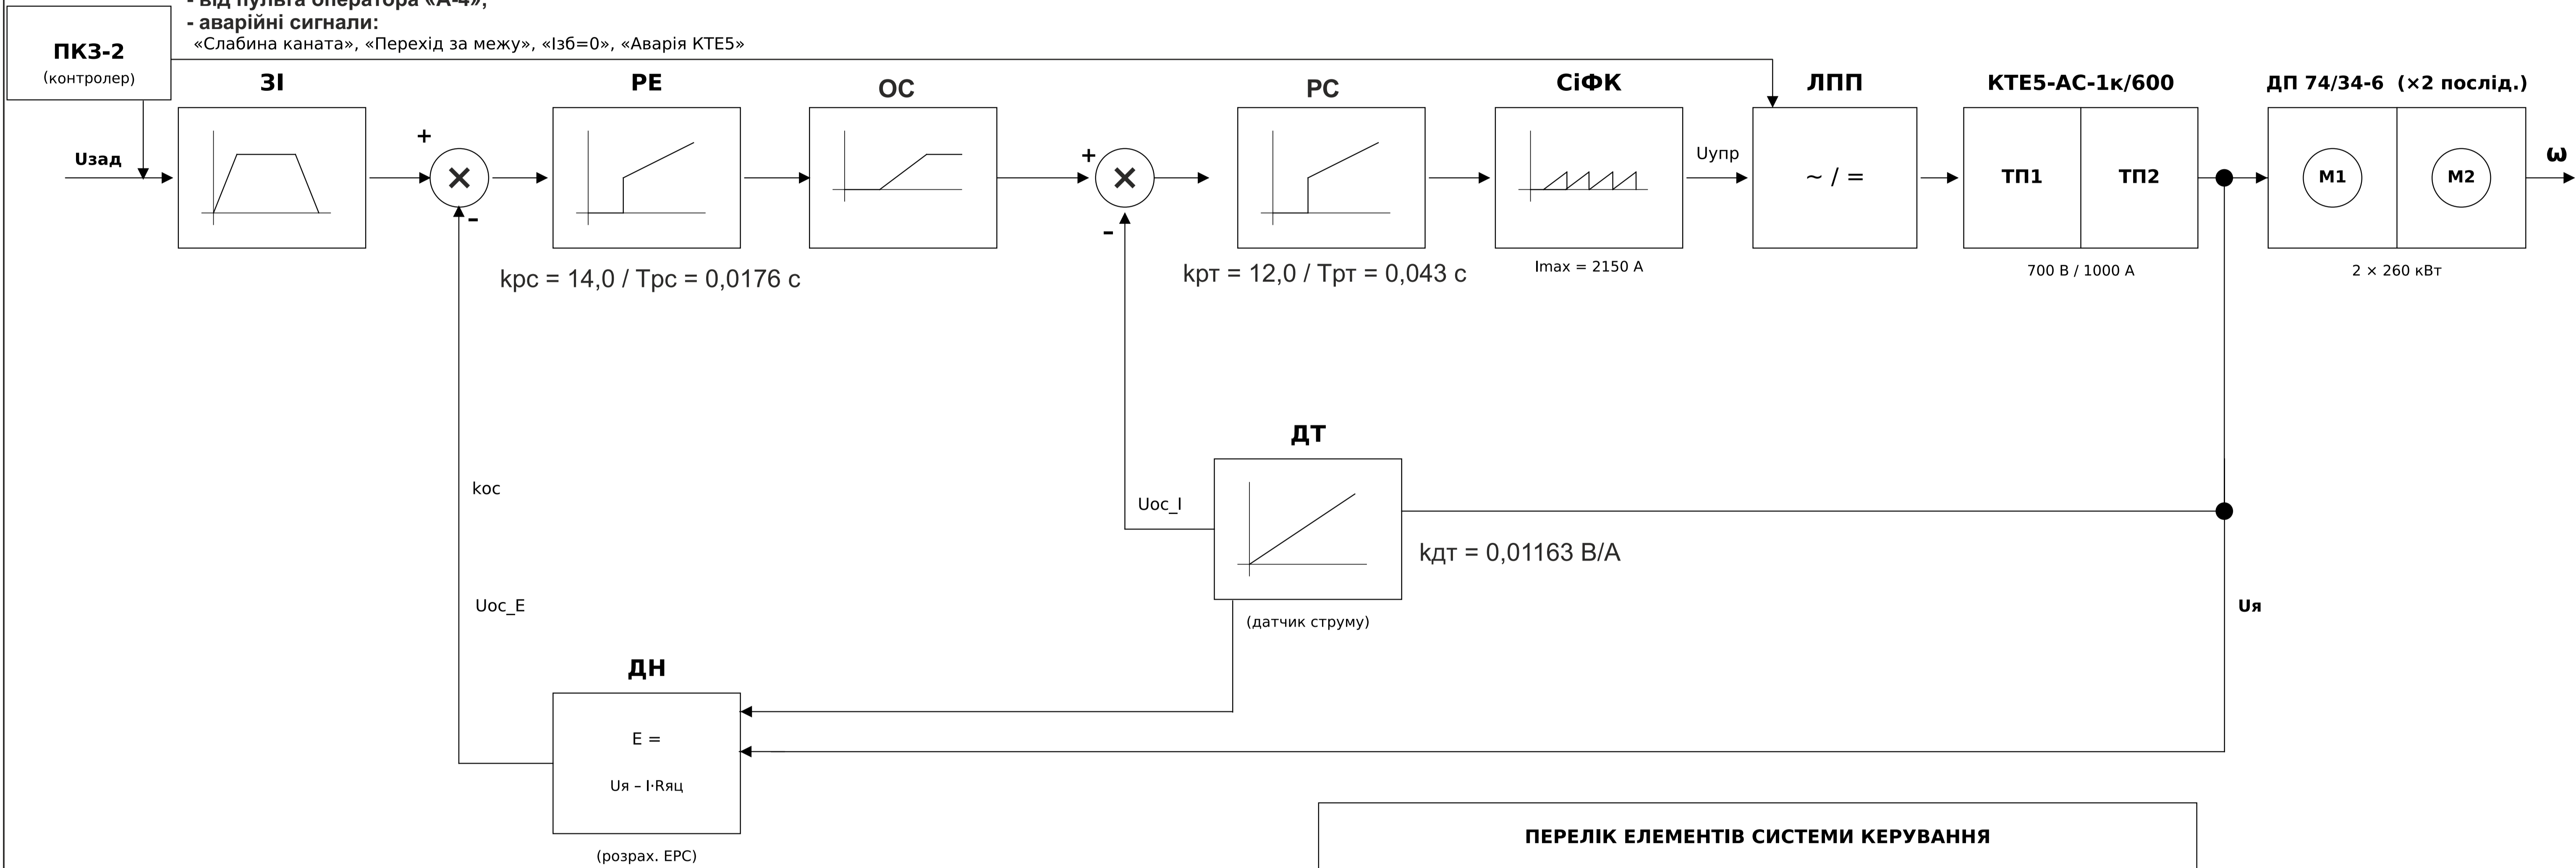 - від пульта оператора «А-4»;
- аварійні сигнали:
«Слабина каната», «Перехід за межу», «Ізб=0», «Аварія КТЕ5»
ПКЗ-2
(контролер)
ЗІ
РЕ
ОС
РС
СіФК
ЛПП
КТЕ5-АС-1к/600
ДП 74/34-6 (×2 послід.)
Uзад
+
–
+
–
Uупр
~ / =
ТП1
ТП2
М1
М2
ω
kрс = 14,0 / Трс = 0,0176 с
kрт = 12,0 / Трт = 0,043 с
Imax = 2150 А
700 В / 1000 А
2 × 260 кВт
ДТ
kос
Uос_I
kдт = 0,01163 В/А
Uос_E
(датчик струму)
Uя
ДН
E =
Uя – I·Rяц
(розрах. ЕРС)
ПЕРЕЛІК ЕЛЕМЕНТІВ СИСТЕМИ КЕРУВАННЯ